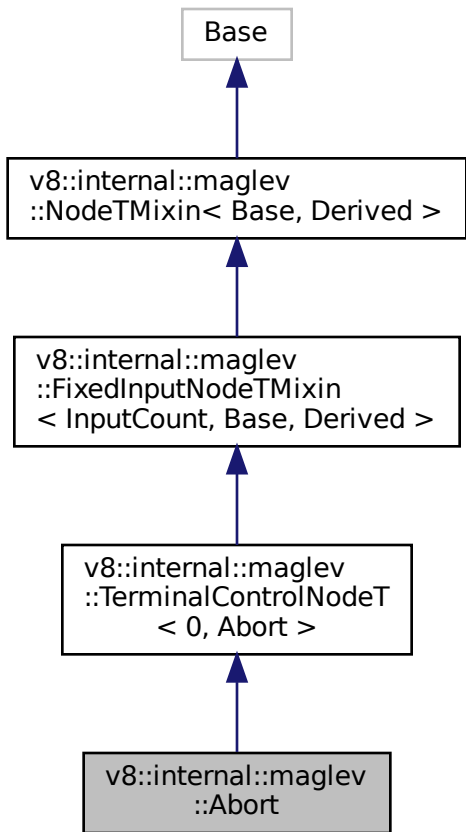 Base
v8::internal::maglev
::NodeTMixin< Base, Derived >
v8::internal::maglev
::FixedInputNodeTMixin
< InputCount, Base, Derived >
v8::internal::maglev
::TerminalControlNodeT
< 0, Abort >
v8::internal::maglev
::Abort